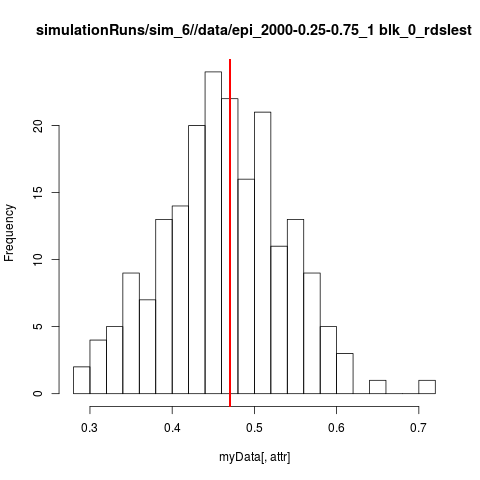 simulationRuns/sim_6//data/epi_2000-0.25-0.75_1 blk_0_rdslest
Frequency
20
15
10
5
0
0.3 0.4 0.5 0.6 0.7
myData[, attr]